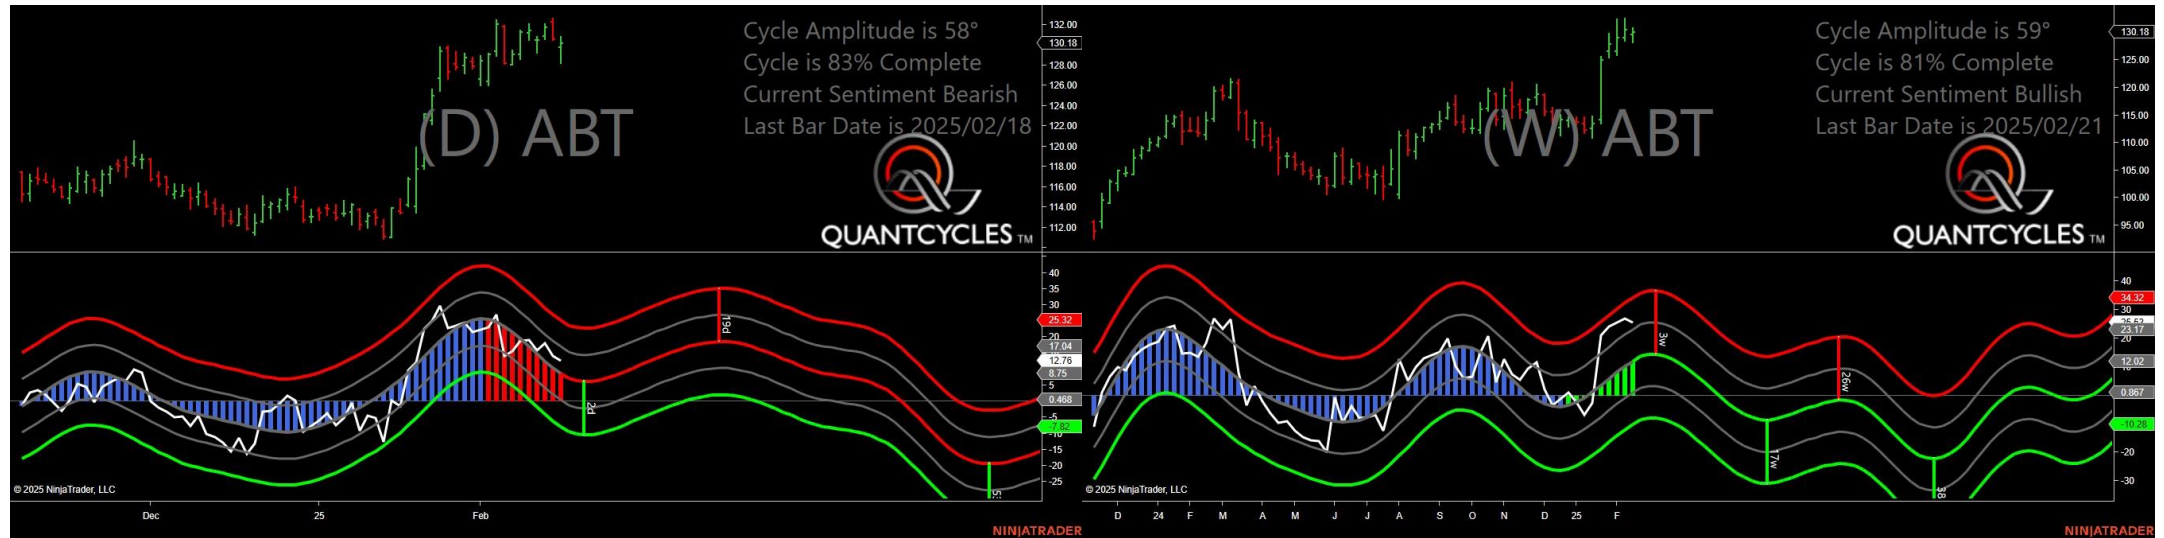 Cycle Amplitude is 58°
Cycle is 83% Complete
Current Sentiment Bearish
Last Bar Date is 2025/02/18
(D) ABT
QUANTCYCLES TM
132.00
130.18
128.00
126.00
124.00
122.00
120.00
118.00
116.00
114.00
112.00
40
35
30
25.32
20
17.04
12.76
8.75
5
0.468
-5
-7.82
-10
-15
-20
-25
19d
2d
© 2025 NinjaTrader, LLC
Dec 25 Feb
NINJATRADER
Cycle Amplitude is 59°
Cycle is 81% Complete
Current Sentiment Bullish
Last Bar Date is 2025/02/21
(W) ABT
QUANTCYCLES TM
130.18
125.00
120.00
115.00
110.00
105.00
100.00
95.00
40
34.32
30
23.17
20
12.02
0.867
-10.28
-20
-30
3w
26w
17w
38
© 2025 NinjaTrader, LLC
D 24 F M A M J J A S O N D 25 F
NINJATRADER